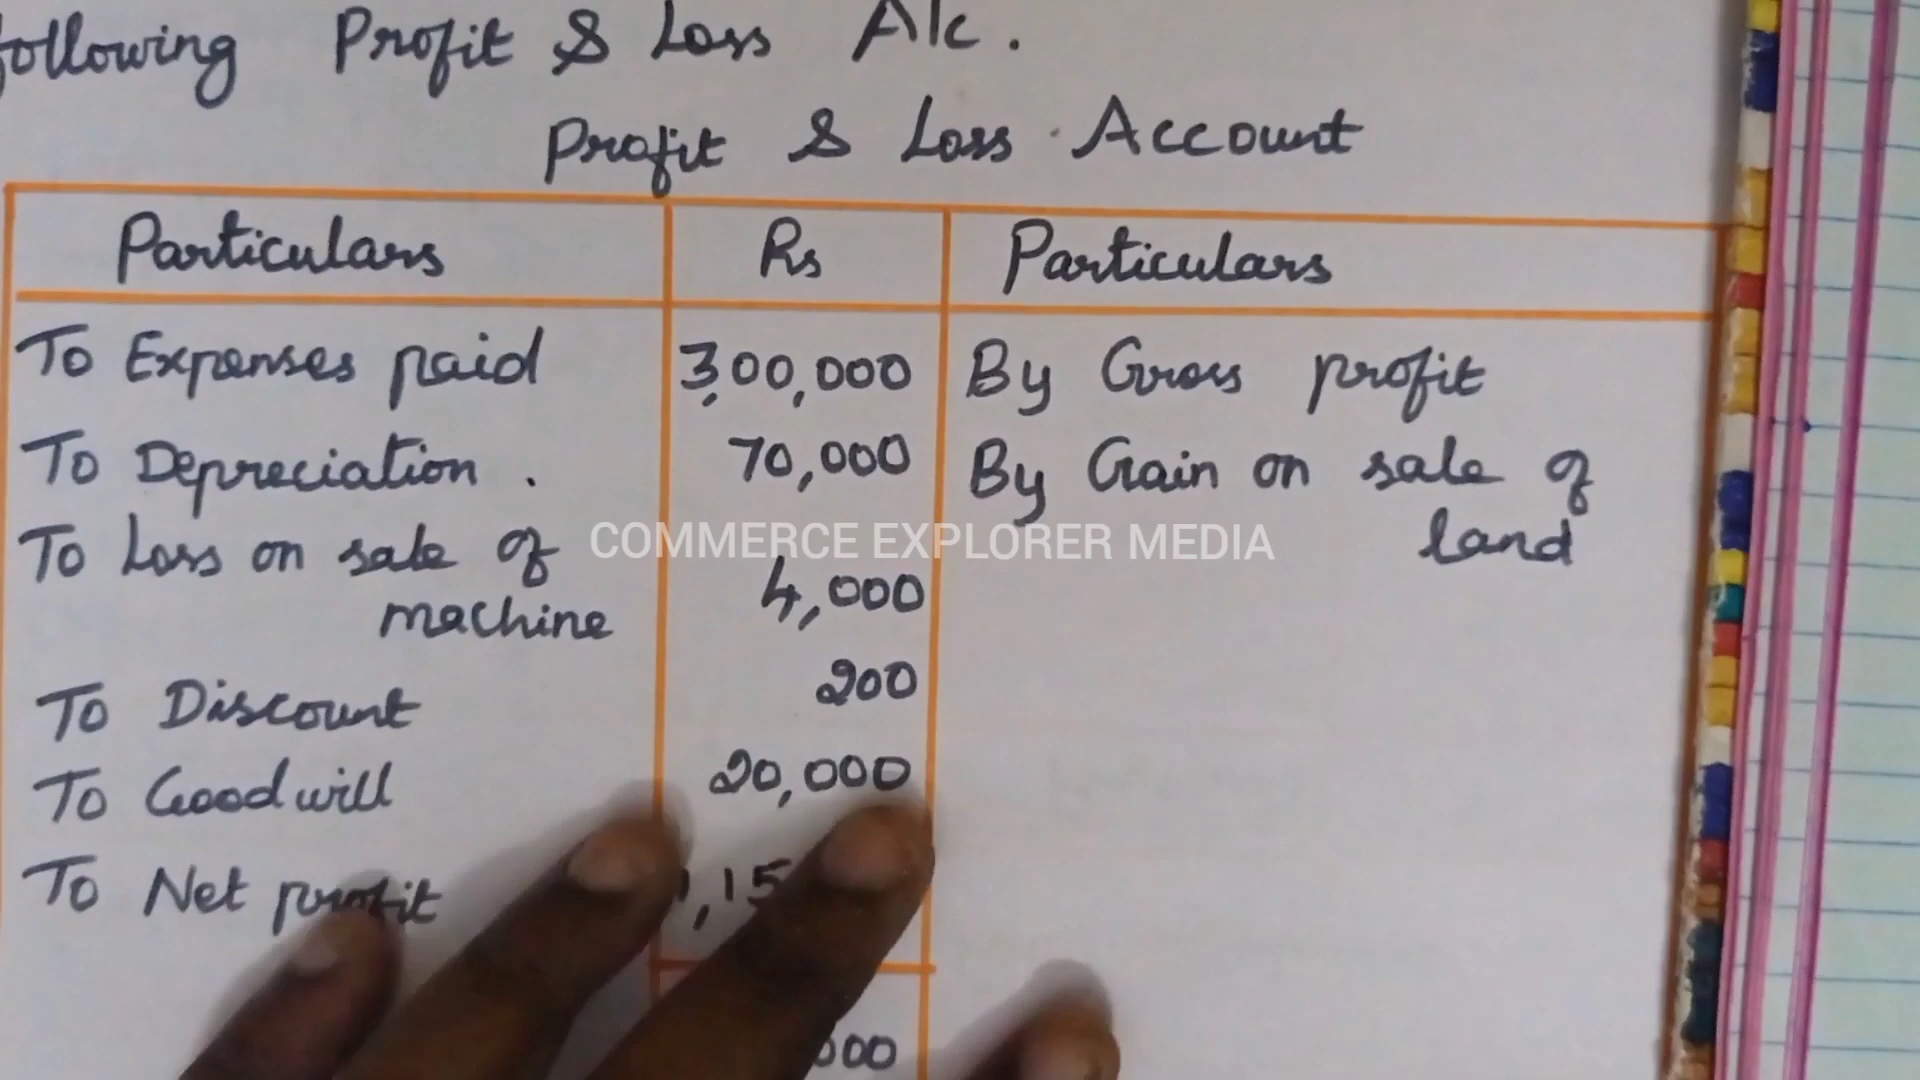 following Profit & Loss A/c.
Profit & Loss Account
Particulars Rs Particulars
To Expenses paid 3,00,000 By Gross profit
To Depreciation. 70,000 By Gain on sale of
land
To Loss on sale of
machine 4,000
To Discount 200
To Goodwill 20,000
To Net profit
COMMERCE EXPLORER MEDIA